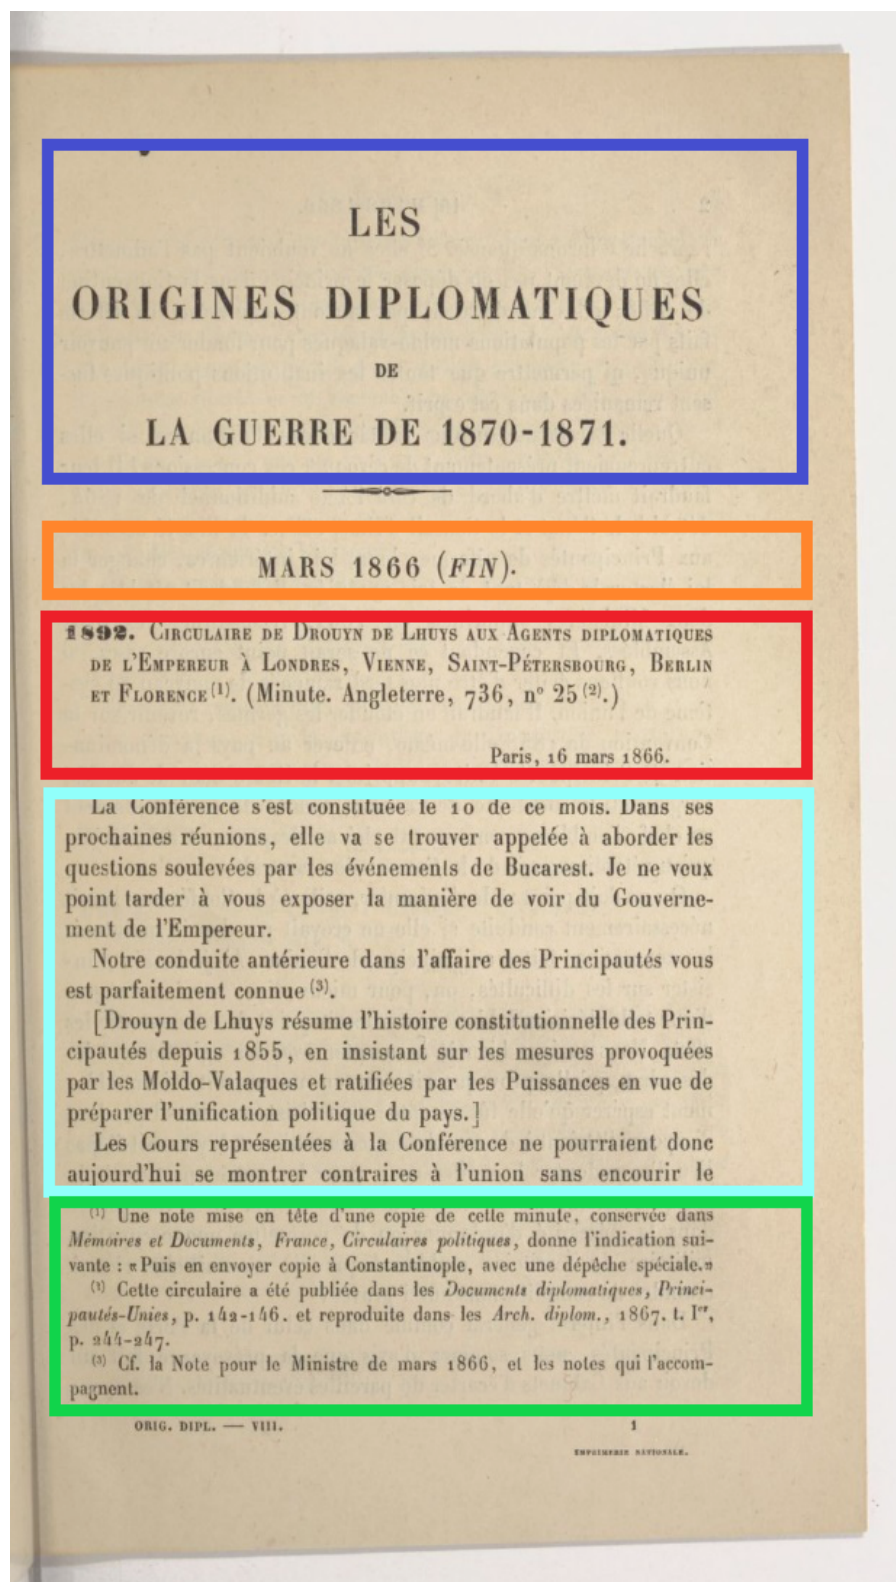 LES
ORIGINES DIPLOMATIQUES
DE
LA GUERRE DE 1870-1871.
MARS 1866 (FIN).
1892. CIRCULAIRE DE DROUYN DE LHUYS AUX AGENTS DIPLOMATIQUES
DE L'EMPEREUR À LONDRES, VIENNE, SAINT-PÉTERSBOURG, BERLIN
ET FLORENCE (1). (Minute. Angleterre, 736, n° 25 (2).)
Paris, 16 mars 1866.
La Conférence s'est constituée le 10 de ce mois. Dans ses
prochaines réunions, elle va se trouver appelée à aborder les
questions soulevées par les événements de Bucarest. Je ne veux
point tarder à vous exposer la manière de voir du Gouverne-
ment de l'Empereur.
Notre conduite antérieure dans l'affaire des Principautés vous
est parfaitement connue (3).
[Drouyn de Lhuys résume l'histoire constitutionnelle des Prin-
cipautés depuis 1855, en insistant sur les mesures provoquées
par les Moldo-Valaques et ratifiées par les Puissances en vue de
préparer l'unification politique du pays.]
Les Cours représentées à la Conférence ne pourraient donc
aujourd'hui se montrer contraires à l'union sans encourir le
(1) Une note mise en tête d'une copie de cette minute, conservée dans
Mémoires et Documents, France, Circulaires politiques, donne l'indication sui-
vante : «Puis en envoyer copie à Constantinople, avec une dépêche spéciale.»
(2) Cette circulaire a été publiée dans les Documents diplomatiques, Princi-
pautés-Unies, p. 142-146. et reproduite dans les Arch. diplom., 1867. t. Ier,
p. 244-247.
(3) Cf. la Note pour le Ministre de mars 1866, et les notes qui l'accom-
pagnent.
ORIG. DIPL. — VIII. 1
IMPRIMERIE NATIONALE.